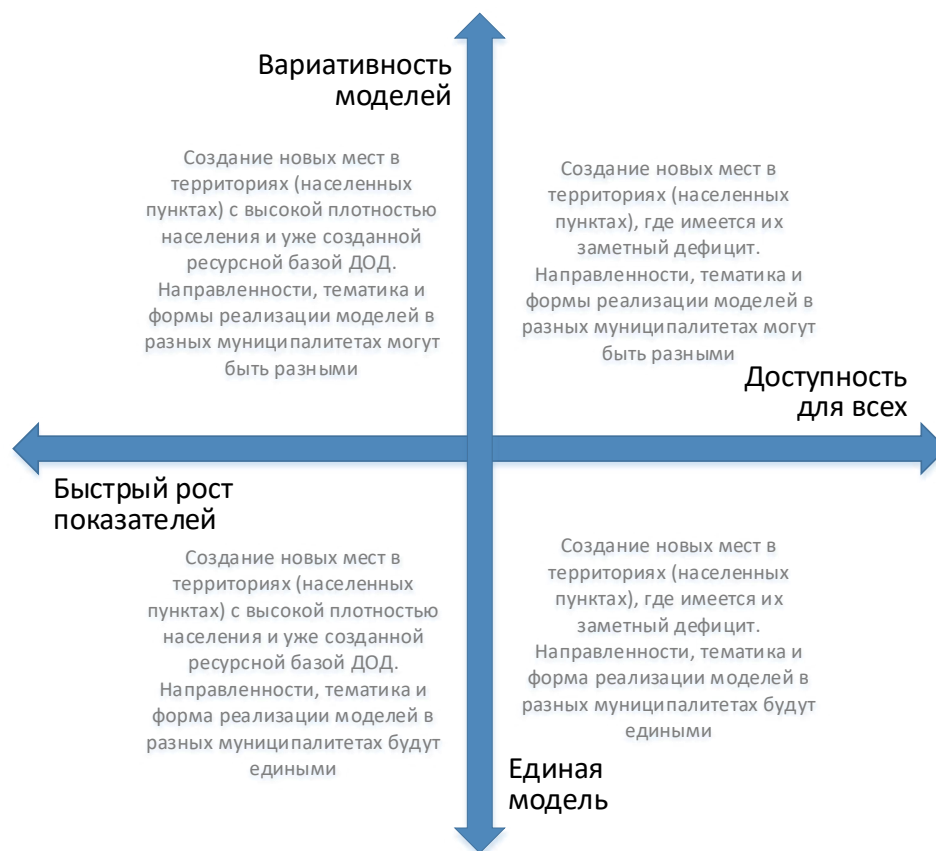 Вариативность
моделей
Создание новых мест в
территориях (населенных
пунктах) с высокой плотностью
населения и уже созданной
ресурсной базой ДОД.
Направленности, тематика и
формы реализации моделей в
разных муниципалитетах могут
быть разными
Создание новых мест в
территориях (населенных
пунктах), где имеется их
заметный дефицит.
Направленности, тематика и
формы реализации моделей в
разных муниципалитетах могут
быть разными
Доступность
для всех
Быстрый рост
показателей
Создание новых мест в
территориях (населенных
пунктах) с высокой плотностью
населения и уже созданной
ресурсной базой ДОД.
Направленности, тематика и
форма реализации моделей в
разных муниципалитетах будут
едиными
Создание новых мест в
территориях (населенных
пунктах), где имеется их
заметный дефицит.
Направленности, тематика и
форма реализации моделей в
разных муниципалитетах будут
едиными
Единая
модель